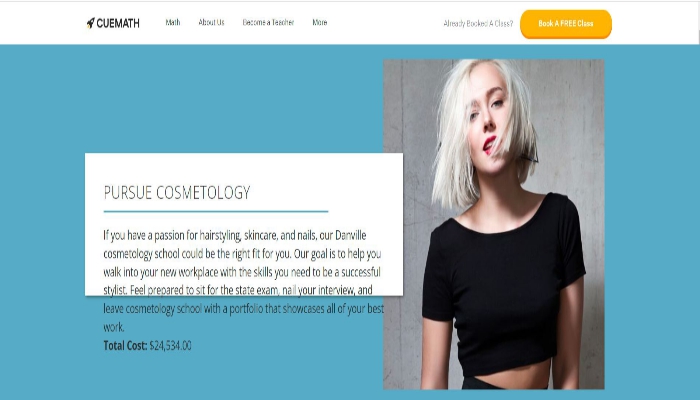 CUEMATH Math About Us Become a Teacher More Already Booked A Class? Book A FREE Class
PURSUE COSMETOLOGY
If you have a passion for hairstyling, skincare, and nails, our Danville
cosmetology school could be the right fit for you. Our goal is to help you
walk into your new workplace with the skills you need to be a successful
stylist. Feel prepared to sit for the state exam, nail your interview, and
leave cosmetology school with a portfolio that showcases all of your best
work.
Total Cost: $24,534.00